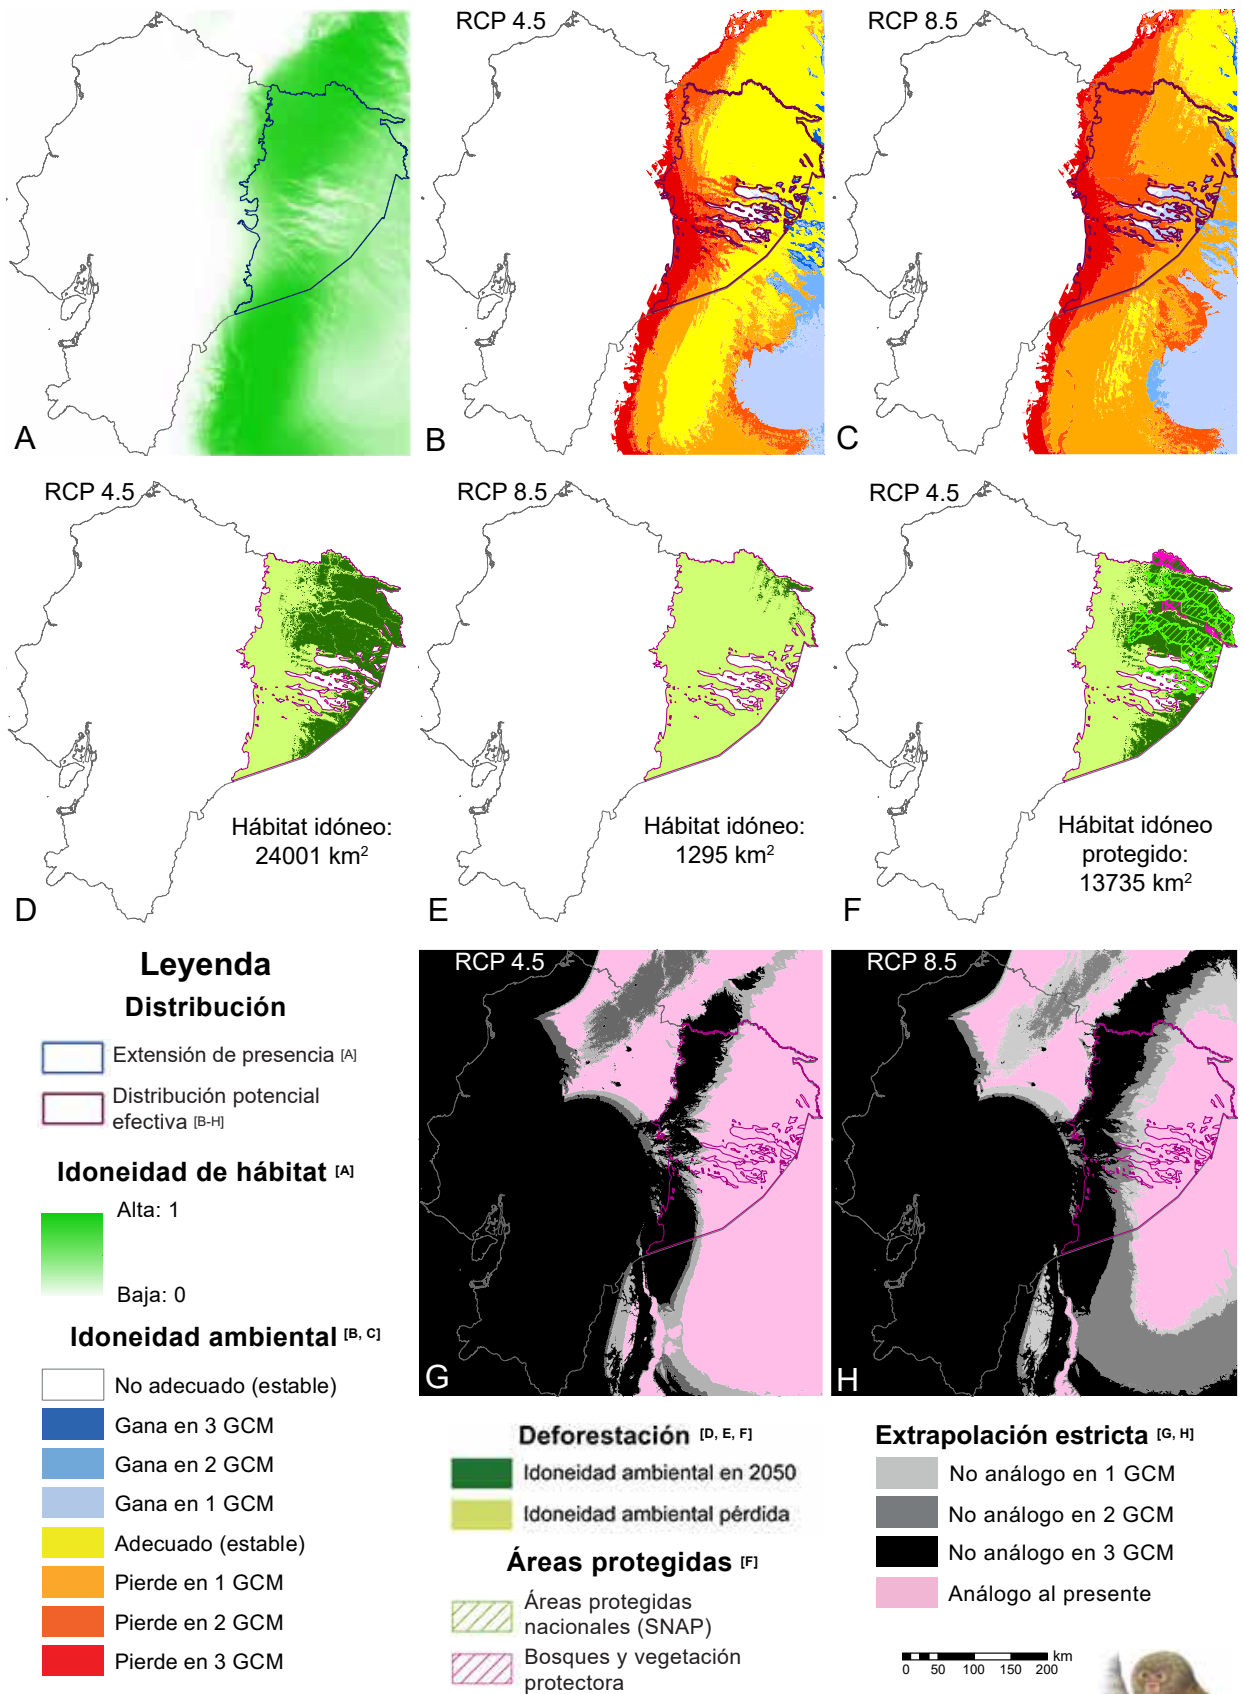 RCP 4.5
RCP 8.5
A
B
C
RCP 4.5
RCP 8.5
RCP 4.5
Hábitat idóneo:
24001 km²
Hábitat idóneo:
1295 km²
Hábitat idóneo
protegido:
13735 km²
D
E
F
Leyenda
Distribución
Extensión de presencia [A]
Distribución potencial
efectiva [B-H]
Idoneidad de hábitat [A]
Alta: 1
Baja: 0
Idoneidad ambiental [B, C]
No adecuado (estable)
Gana en 3 GCM
Gana en 2 GCM
Gana en 1 GCM
Adecuado (estable)
Pierde en 1 GCM
Pierde en 2 GCM
Pierde en 3 GCM
RCP 4.5
RCP 8.5
G
H
Deforestación [D, E, F]
Idoneidad ambiental en 2050
Idoneidad ambiental pérdida
Áreas protegidas [F]
Áreas protegidas
nacionales (SNAP)
Bosques y vegetación
protectora
Extrapolación estricta [G, H]
No análogo en 1 GCM
No análogo en 2 GCM
No análogo en 3 GCM
Análogo al presente
km
0 50 100 150 200